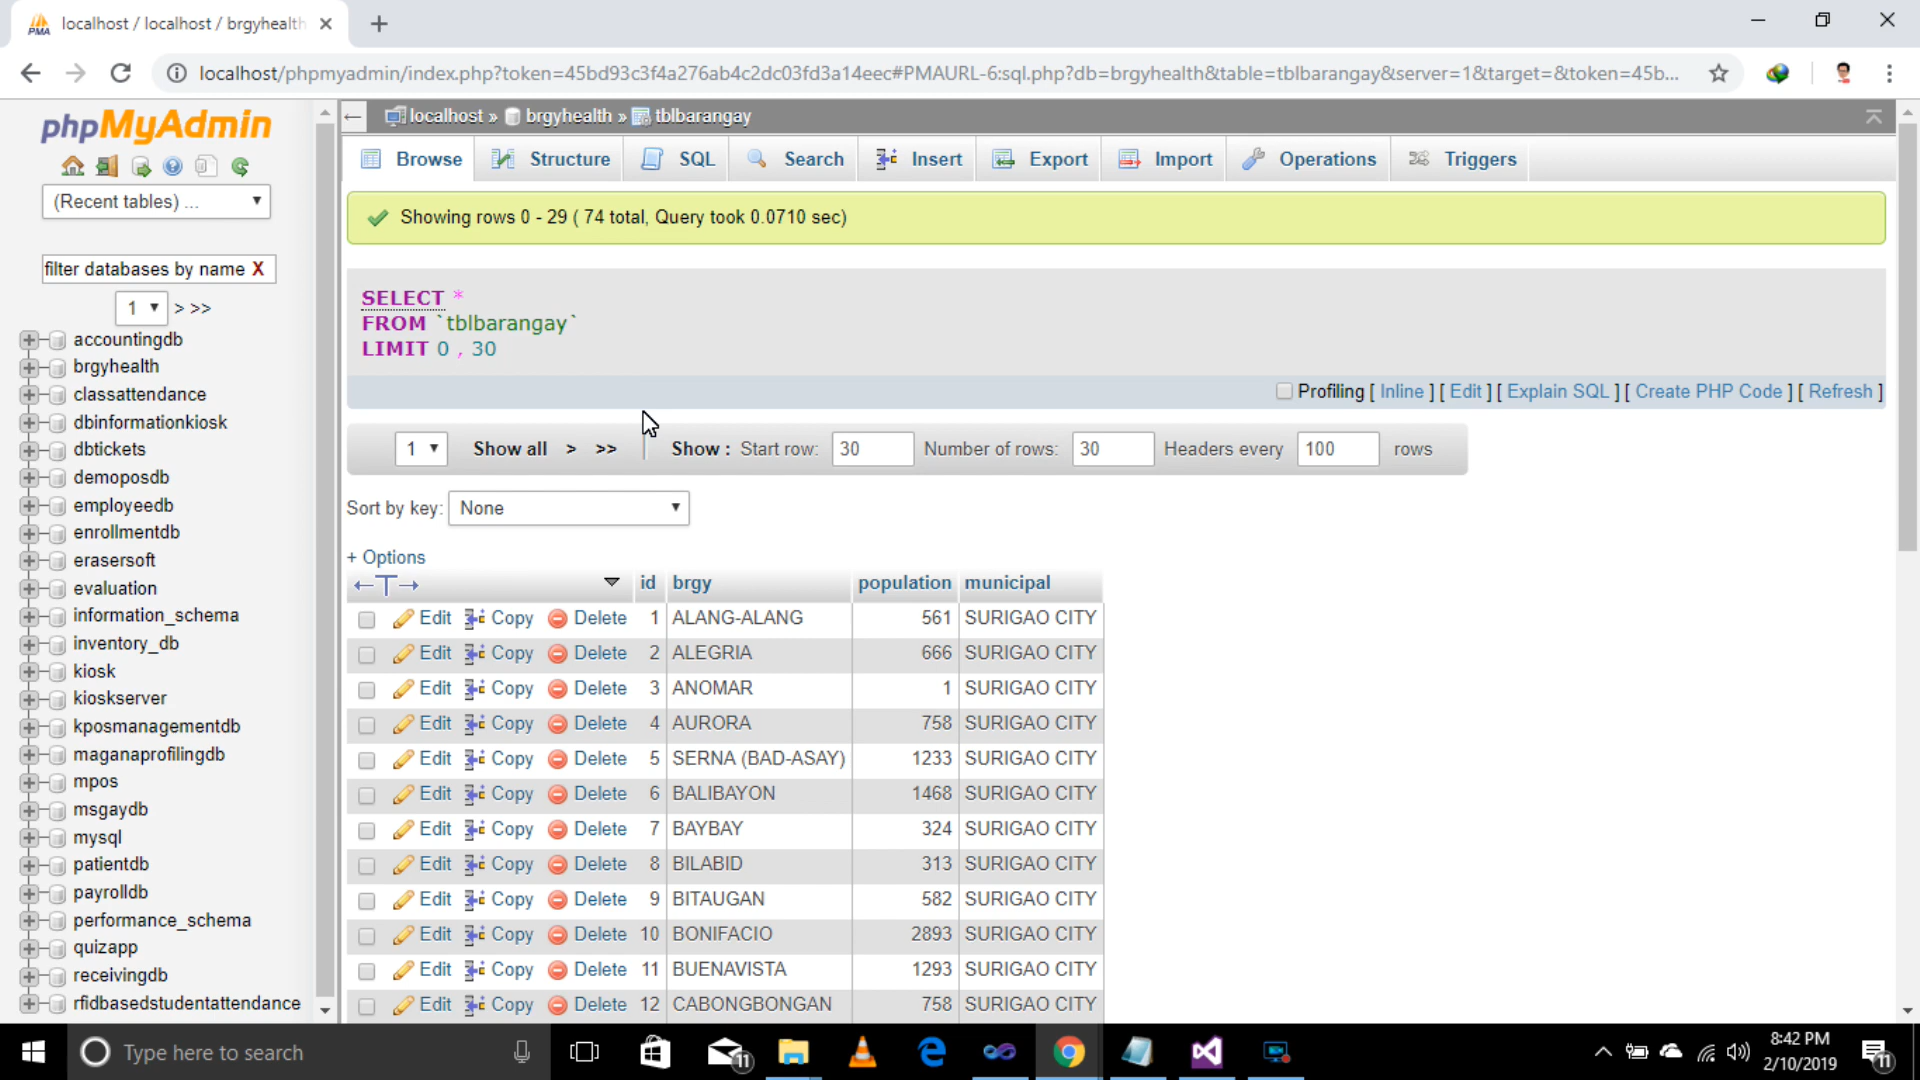 localhost / localhost / brgyhealth
localhost/phpmyadmin/index.php?token=45bd93c3f4a276ab4c2dc03fd3a14eec#PMAURL-6:sql.php?db=brgyhealth&table=tblbarangay&server=1&target=&token=45b...
phpMyAdmin
(Recent tables) ...
filter databases by name X
1 > >>
accountingdb
brgyhealth
classattendance
dbinformationkiosk
dbtickets
demoposdb
employeedb
enrollmentdb
erasersoft
evaluation
information_schema
inventory_db
kiosk
kioskserver
kposmanagementdb
maganaprofilingdb
mpos
msgaydb
mysql
patientdb
payrolldb
performance_schema
quizapp
receivingdb
rfidbasedstudentattendance
localhost » brgyhealth » tblbarangay
Browse Structure SQL Search Insert Export Import Operations Triggers
Showing rows 0 - 29 ( 74 total, Query took 0.0710 sec)
SELECT *
FROM `tblbarangay`
LIMIT 0 , 30
Profiling [ Inline ] [ Edit ] [ Explain SQL ] [ Create PHP Code ] [ Refresh ]
1 Show all > >> Show : Start row: 30 Number of rows: 30 Headers every 100 rows
Sort by key: None
+ Options
←T→ id brgy population municipal
Edit Copy Delete 1 ALANG-ALANG 561 SURIGAO CITY
Edit Copy Delete 2 ALEGRIA 666 SURIGAO CITY
Edit Copy Delete 3 ANOMAR 1 SURIGAO CITY
Edit Copy Delete 4 AURORA 758 SURIGAO CITY
Edit Copy Delete 5 SERNA (BAD-ASAY) 1233 SURIGAO CITY
Edit Copy Delete 6 BALIBAYON 1468 SURIGAO CITY
Edit Copy Delete 7 BAYBAY 324 SURIGAO CITY
Edit Copy Delete 8 BILABID 313 SURIGAO CITY
Edit Copy Delete 9 BITAUGAN 582 SURIGAO CITY
Edit Copy Delete 10 BONIFACIO 2893 SURIGAO CITY
Edit Copy Delete 11 BUENAVISTA 1293 SURIGAO CITY
Edit Copy Delete 12 CABONGBONGAN 758 SURIGAO CITY
Type here to search
11
8:42 PM
2/10/2019
11